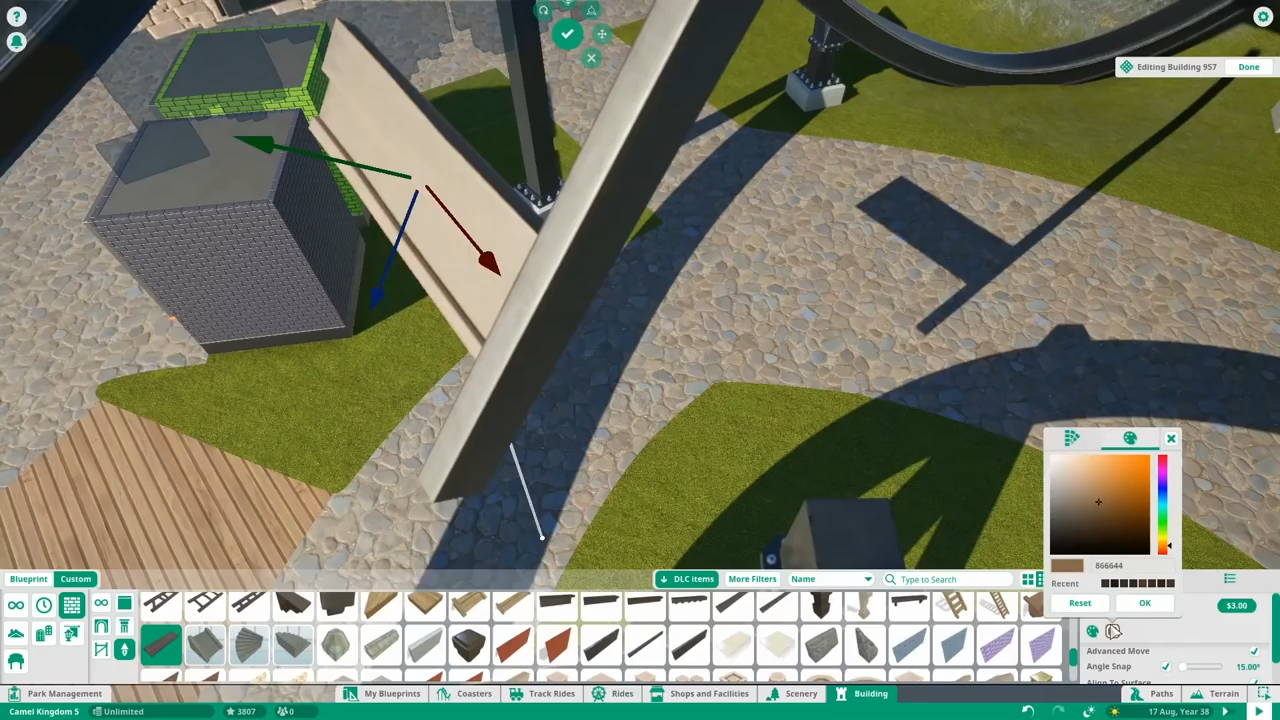 Editing Building 957
Done
866644
Recent
Reset
OK
Blueprint
Custom
DLC items
More Filters
Name
Type to Search
$3.00
Advanced Move
Angle Snap
15.00°
Park Management
My Blueprints
Coasters
Track Rides
Rides
Shops and Facilities
Scenery
Building
Paths
Terrain
Camel Kingdom 5
Unlimited
3807
0
17 Aug, Year 38